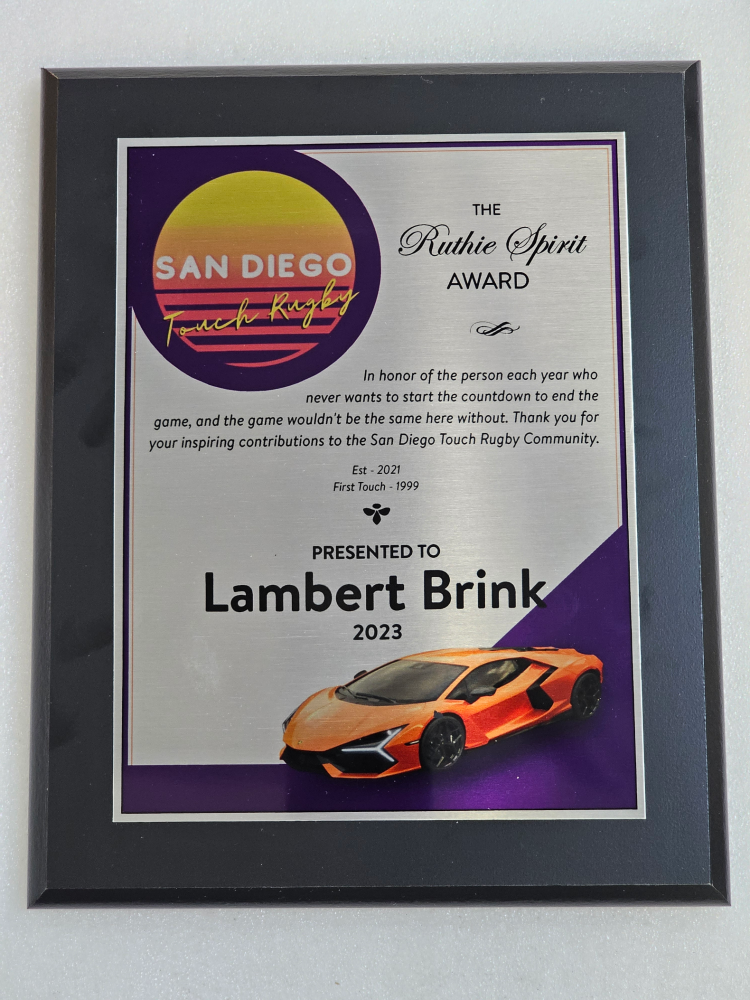 SAN DIEGO
Touch Rugby
THE
Ruthie Spirit
AWARD
In honor of the person each year who
never wants to start the countdown to end the
game, and the game wouldn't be the same here without. Thank you for
your inspiring contributions to the San Diego Touch Rugby Community.
Est - 2021
First Touch - 1999
PRESENTED TO
Lambert Brink
2023